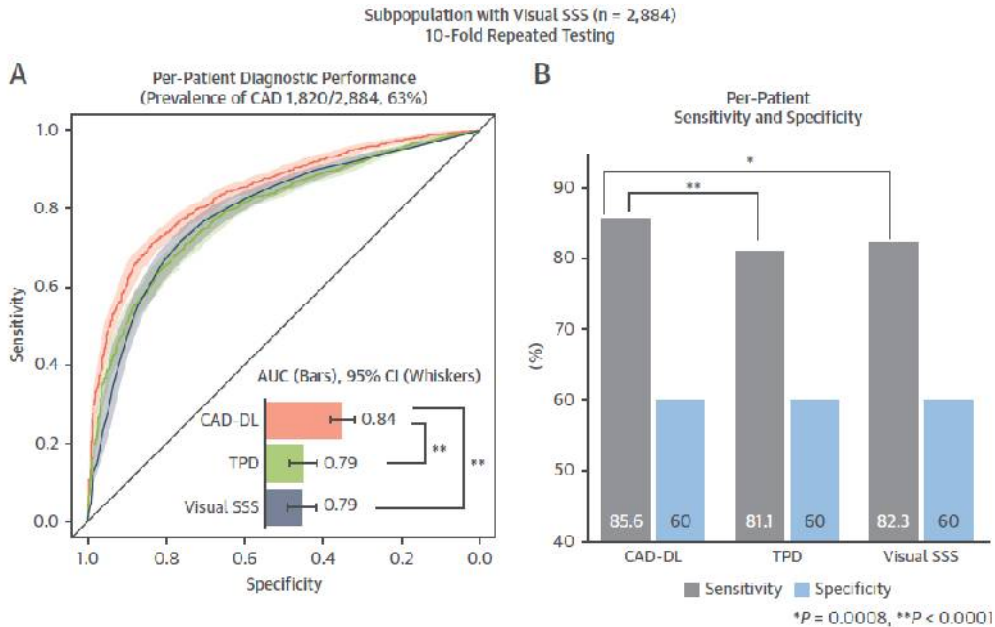 Subpopulation with Visual SSS (n = 2,884)
10-Fold Repeated Testing
A
Per-Patient Diagnostic Performance
(Prevalence of CAD 1,820/2,884, 63%)
1.0
0.8
0.6
0.4
0.2
0.0
Sensitivity
1.0
0.8
0.6
0.4
0.2
0.0
Specificity
AUC (Bars), 95% CI (Whiskers)
CAD-DL
0.84
TPD
0.79
Visual SSS
0.79
**
**
B
Per-Patient
Sensitivity and Specificity
90
80
70
60
50
40
(%)
*
**
85.6
60
81.1
60
82.3
60
CAD-DL
TPD
Visual SSS
Sensitivity
Specificity
*P = 0.0008, **P < 0.0001